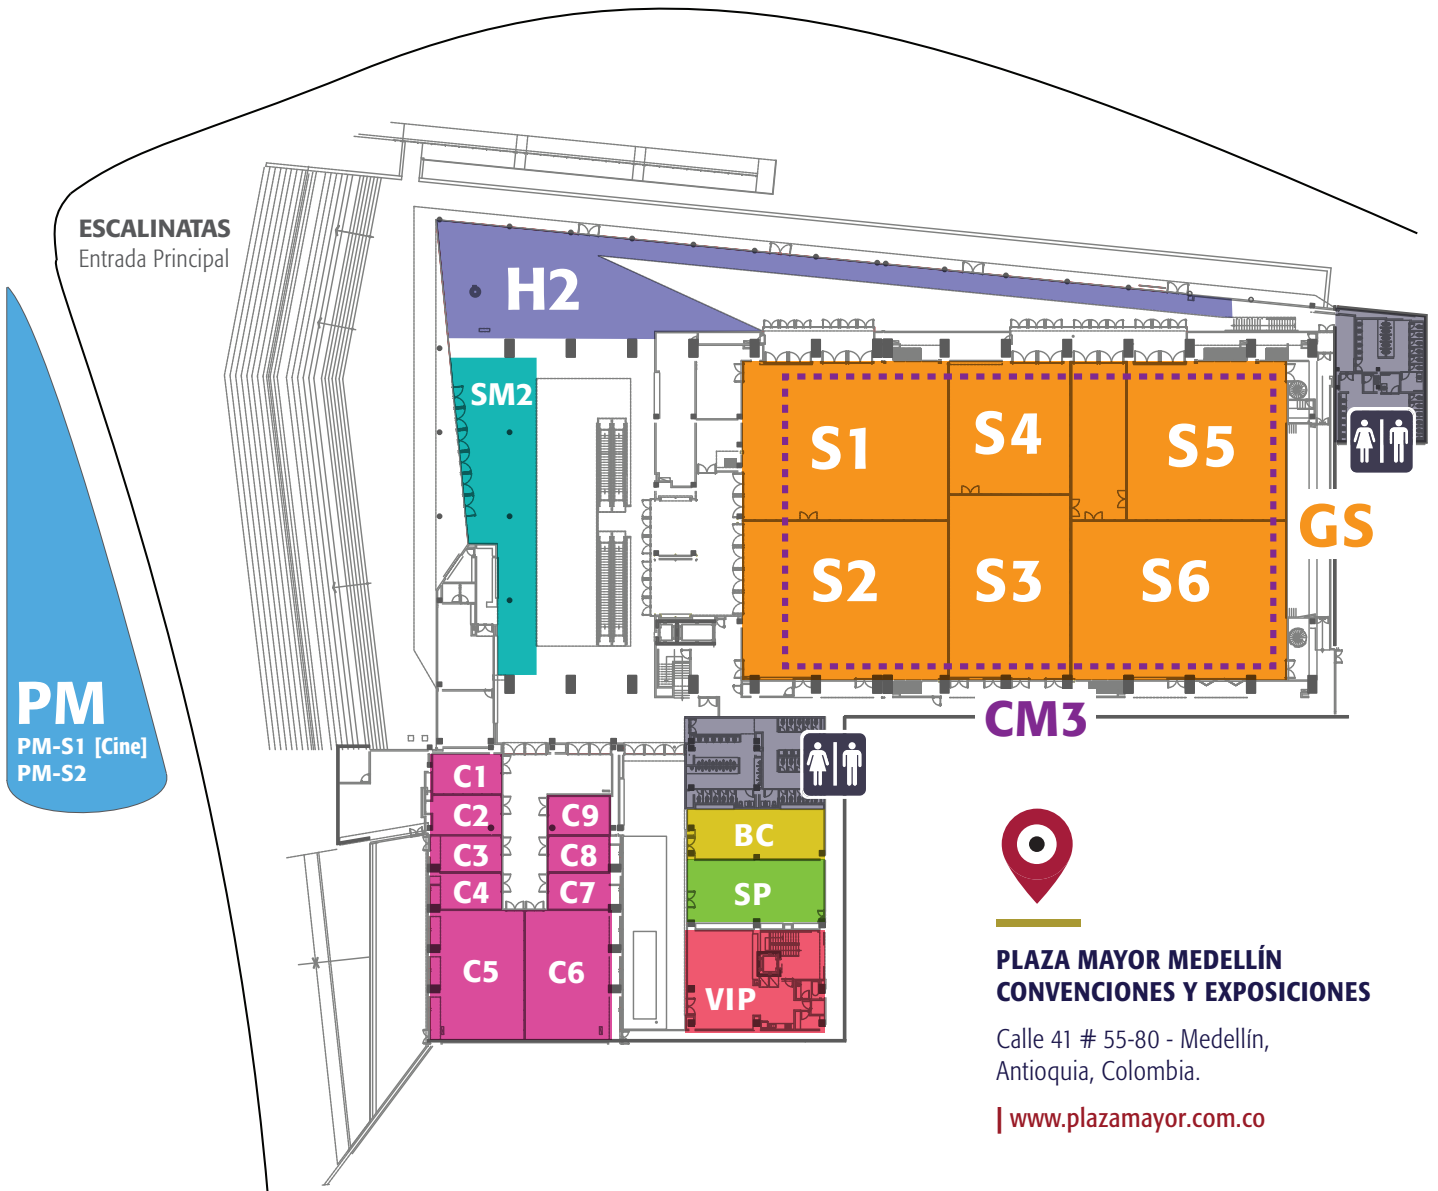 ESCALINATAS
Entrada Principal
H2
SM2
S1
S4
S5
GS
S2
S3
S6
PM
PM-S1 [Cine]
PM-S2
CM3
C1
C2
C9
C3
C8
C4
C7
C5
C6
BC
SP
VIP
PLAZA MAYOR MEDELLÍN
CONVENCIONES Y EXPOSICIONES
Calle 41 # 55-80 - Medellín,
Antioquia, Colombia.
| www.plazamayor.com.co